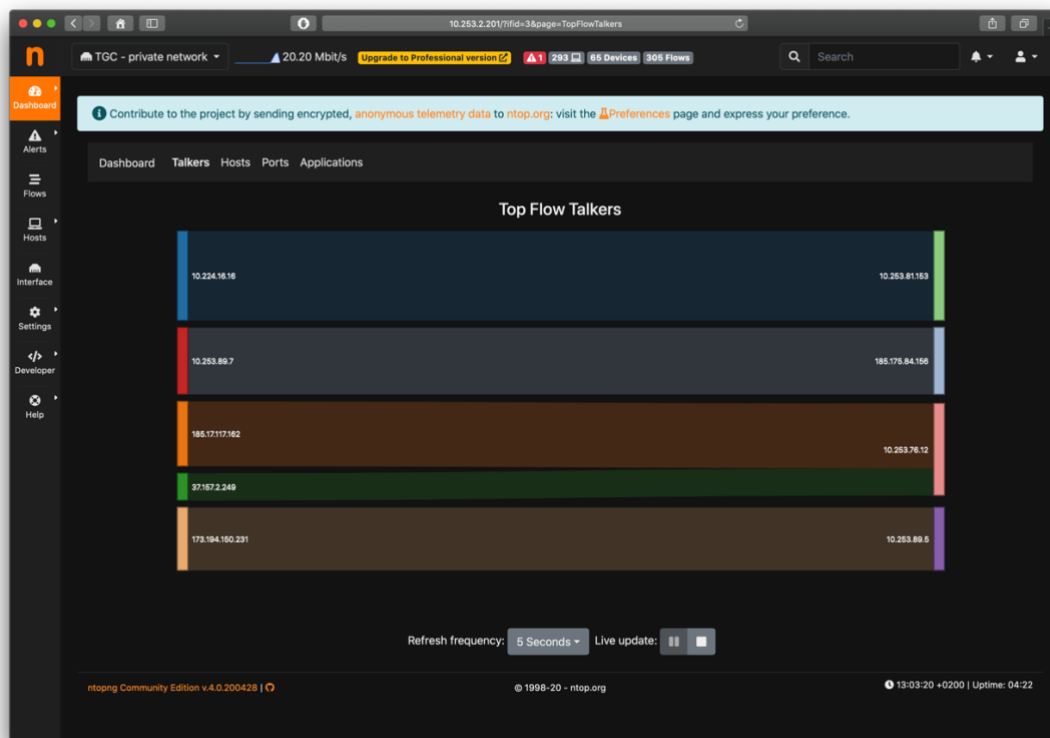 10.253.2.201/?ifid=3&page=TopFlowTalkers
n
TGC - private network
20.20 Mbit/s
Upgrade to Professional version
1
293
65 Devices
305 Flows
Search
Dashboard
Alerts
Flows
Hosts
Interface
Settings
</>
Developer
Help
Contribute to the project by sending encrypted, anonymous telemetry data to ntop.org: visit the Preferences page and express your preference.
Dashboard Talkers Hosts Ports Applications
Top Flow Talkers
10.224.16.16
10.253.81.153
10.253.89.7
185.175.84.156
185.17.117.162
10.253.76.12
37.157.2.249
173.194.150.231
10.253.89.5
Refresh frequency: 5 Seconds Live update:
ntopng Community Edition v.4.0.200428 |
© 1998-20 - ntop.org
13:03:20 +0200 | Uptime: 04:22